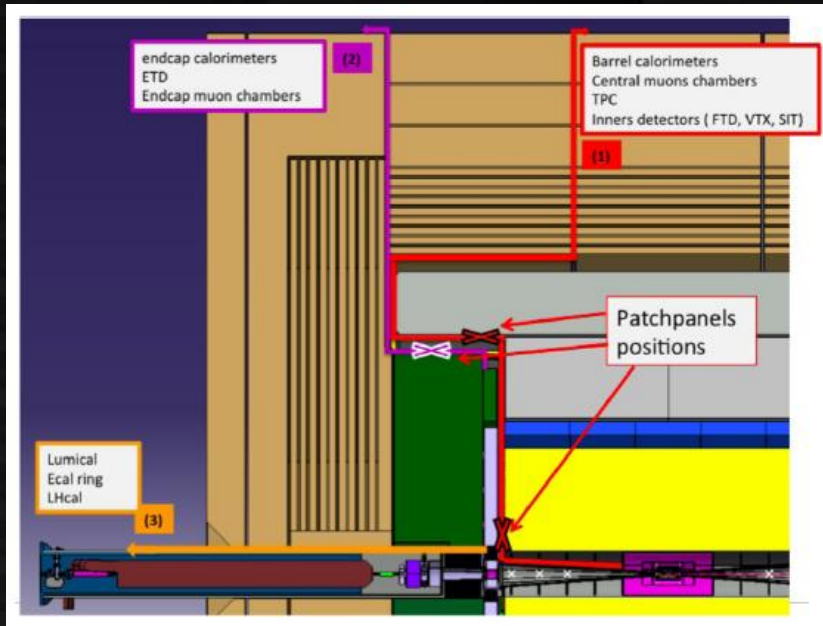 endcap calorimeters
ETD
Endcap muon chambers
(2)
Barrel calorimeters
Central muons chambers
TPC
Inners detectors ( FTD, VTX, SIT)
(1)
Patchpanels
positions
Lumical
Ecal ring
LHcal
(3)